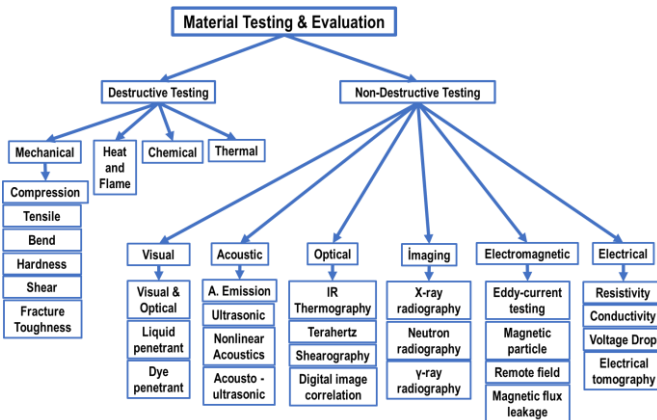 Material Testing & Evaluation
Destructive Testing
Non-Destructive Testing
Mechanical
Heat
and
Flame
Chemical
Thermal
Compression
Tensile
Bend
Hardness
Shear
Fracture
Toughness
Visual
Acoustic
Optical
İmaging
Electromagnetic
Electrical
Visual &
Optical
Liquid
penetrant
Dye
penetrant
A. Emission
Ultrasonic
Nonlinear
Acoustics
Acousto -
ultrasonic
IR
Thermography
Terahertz
Shearography
Digital image
correlation
X-ray
radiography
Neutron
radiography
γ-ray
radiography
Eddy-current
testing
Magnetic
particle
Remote field
Magnetic flux
leakage
Resistivity
Conductivity
Voltage Drop
Electrical
tomography